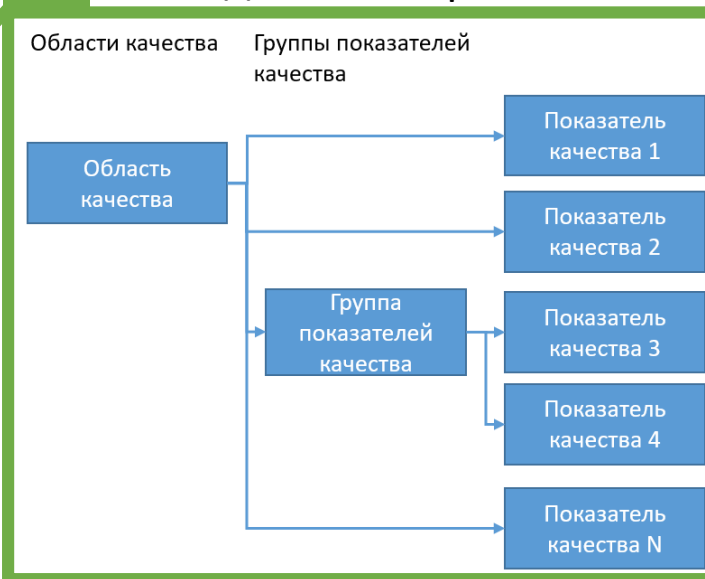 Области качества
Группы показателей
качества
Область
качества
Показатель
качества 1
Показатель
качества 2
Группа
показателей
качества
Показатель
качества 3
Показатель
качества 4
Показатель
качества N